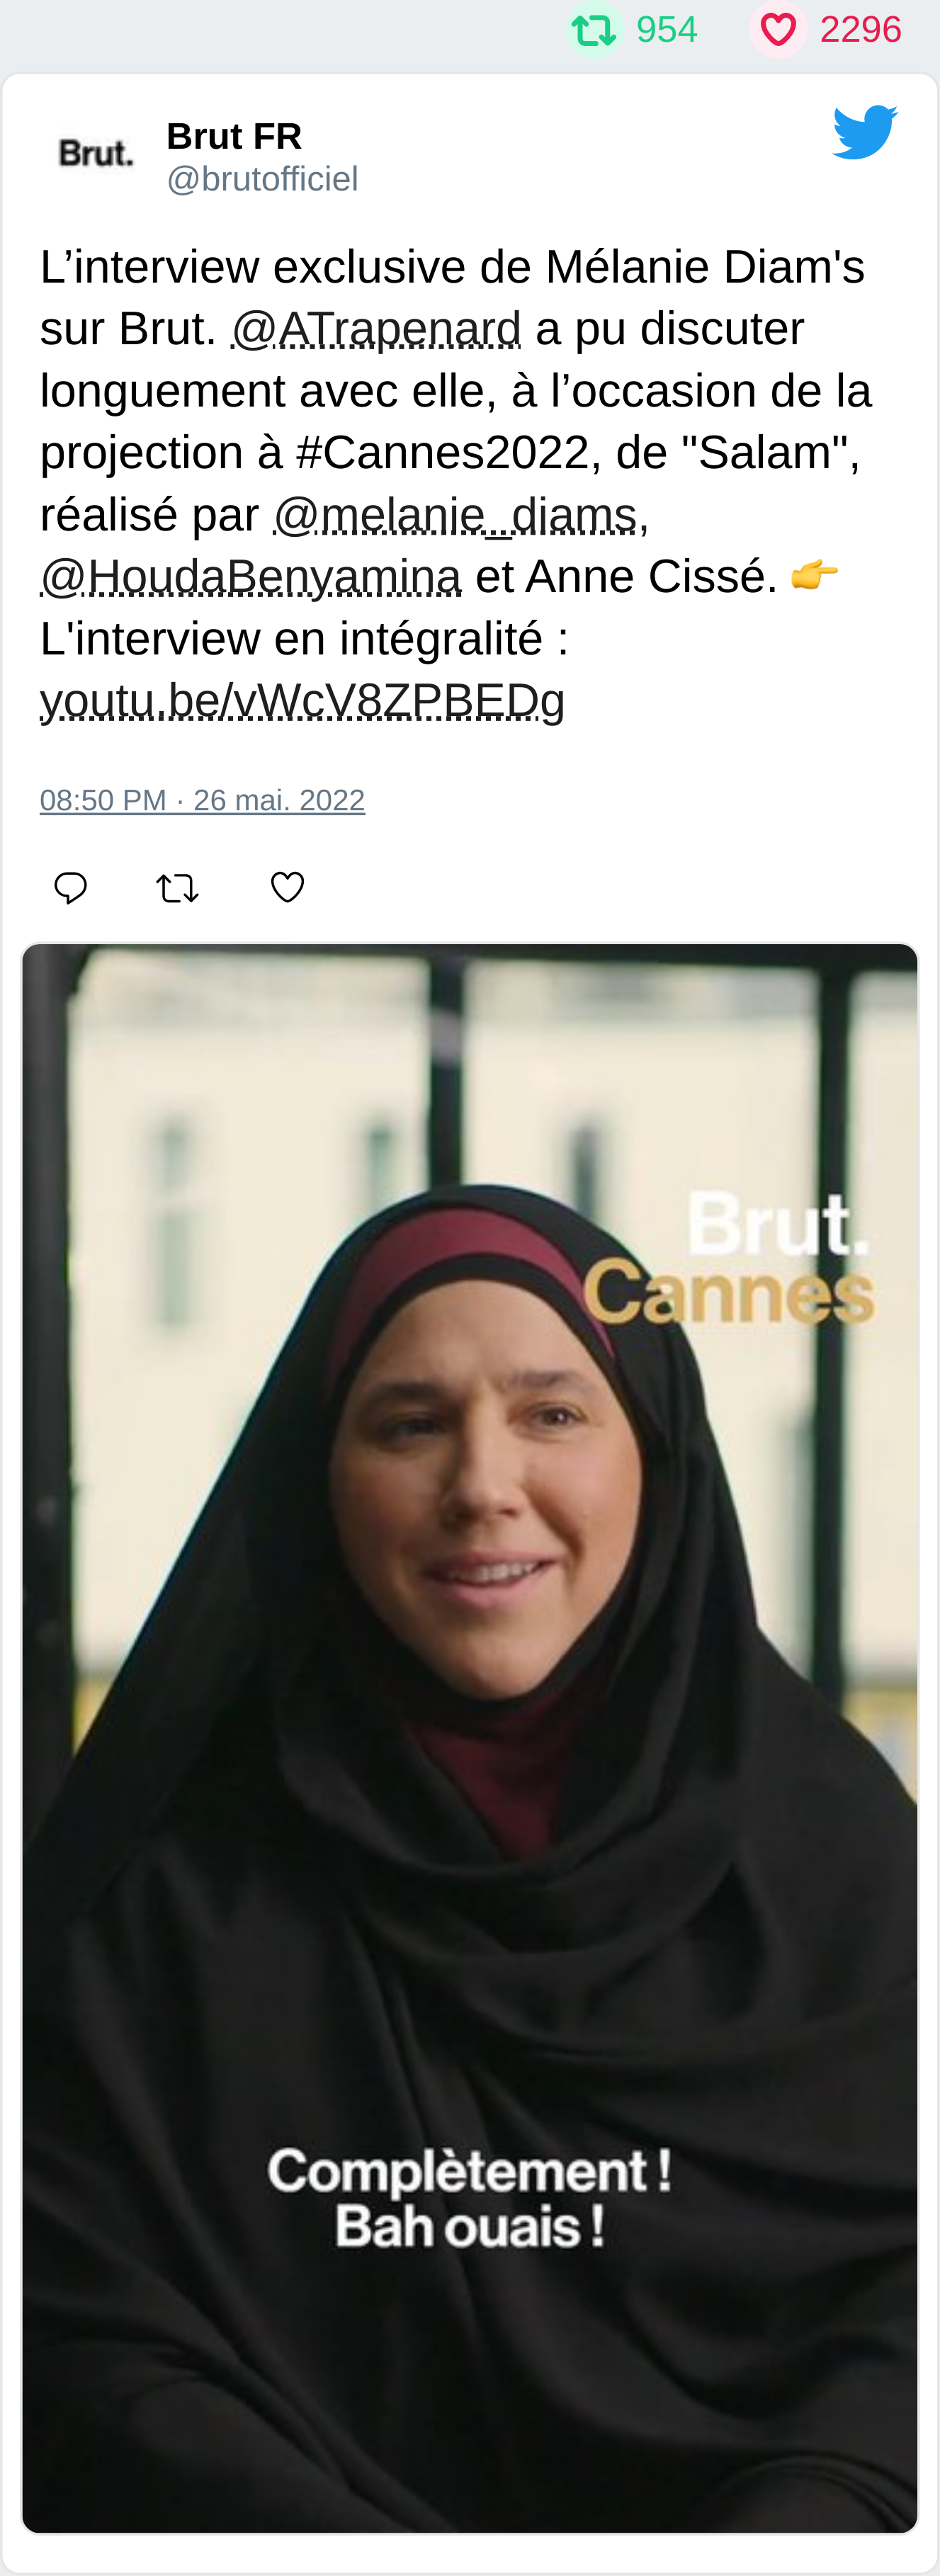 954 2296
Brut.
Brut FR
@brutofficiel
L’interview exclusive de Mélanie Diam's
sur Brut. @ATrapenard a pu discuter
longuement avec elle, à l’occasion de la
projection à #Cannes2022, de "Salam",
réalisé par @melanie_diams,
@HoudaBenyamina et Anne Cissé. 👉
L'interview en intégralité :
youtu.be/vWcV8ZPBEDg
08:50 PM · 26 mai. 2022
Brut.
Cannes
Complètement !
Bah ouais !